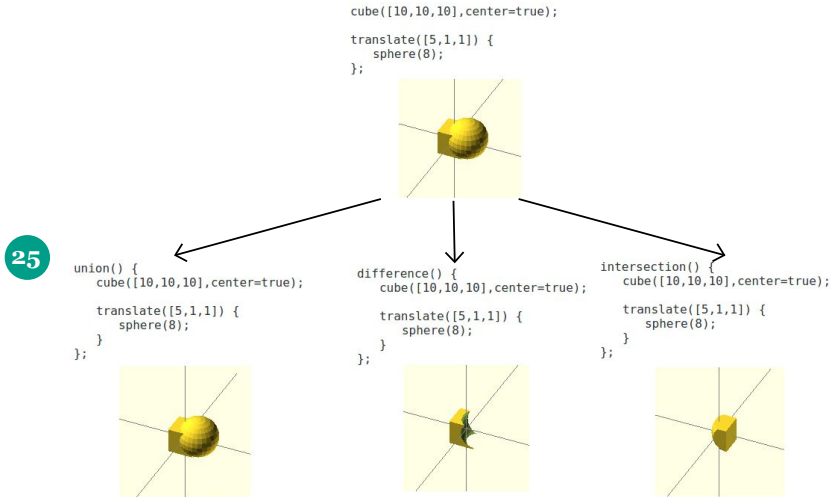 cube([10,10,10],center=true);
translate([5,1,1]) {
sphere(8);
};
25
union() {
cube([10,10,10],center=true);
translate([5,1,1]) {
sphere(8);
}
};
difference() {
cube([10,10,10],center=true);
translate([5,1,1]) {
sphere(8);
}
};
intersection() {
cube([10,10,10],center=true);
translate([5,1,1]) {
sphere(8);
}
};